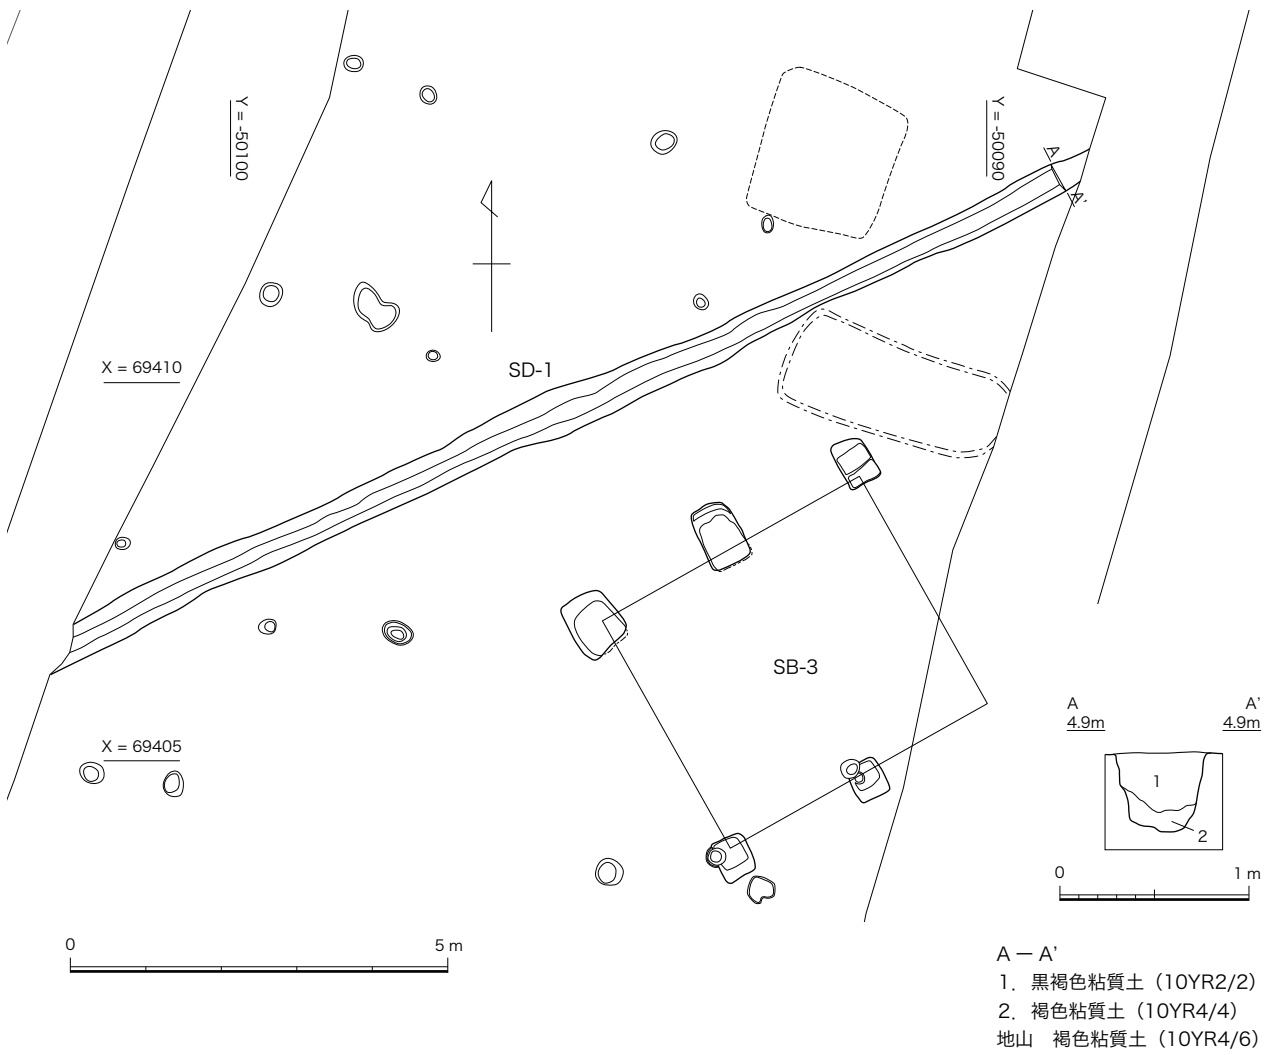 Y = -50100
Y = -50090
A
A'
X = 69410
SD-1
SB-3
X = 69405
A A'
4.9m 4.9m
1
2
0 1 m
0 5 m
A － A'
1．黒褐色粘質土（10YR2/2）
2．褐色粘質土（10YR4/4）
地山　褐色粘質土（10YR4/6）